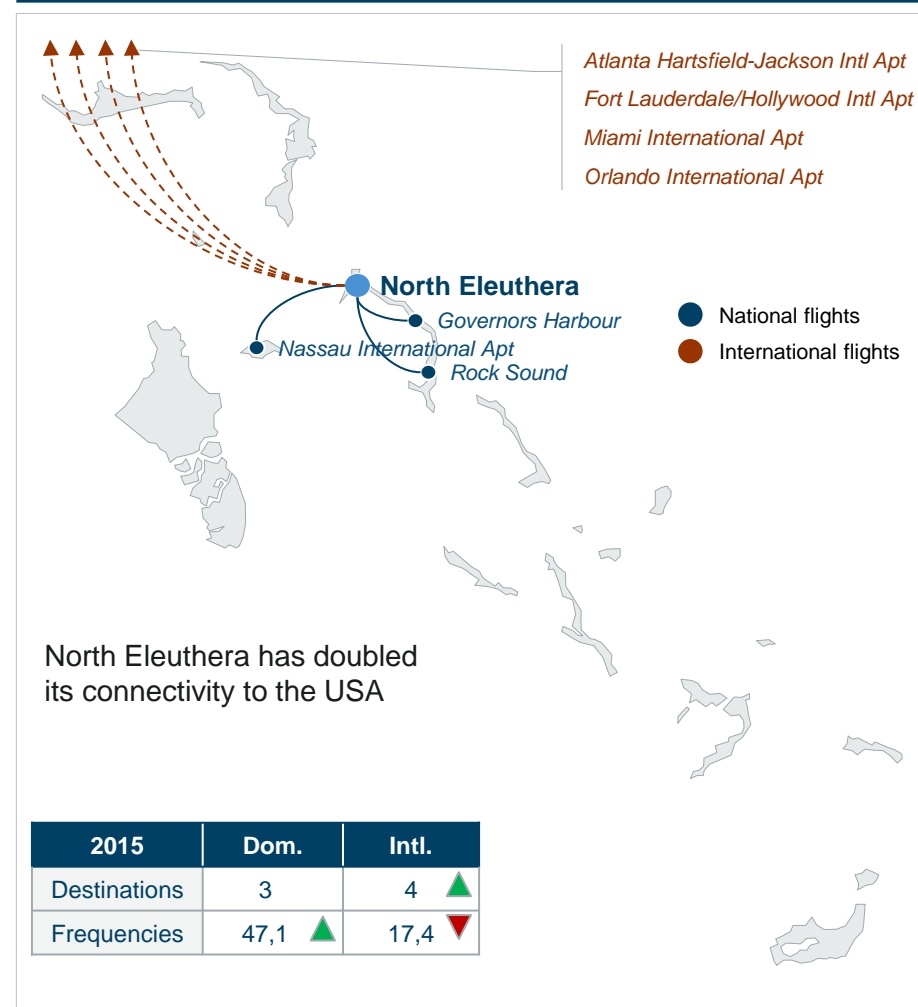 Atlanta Hartsfield-Jackson Intl Apt
Fort Lauderdale/Hollywood Intl Apt
Miami International Apt
Orlando International Apt
North Eleuthera
Governors Harbour
Nassau International Apt
Rock Sound
National flights
International flights
North Eleuthera has doubled
its connectivity to the USA
2015 Dom. Intl.
Destinations 3 4
Frequencies 47,1 17,4